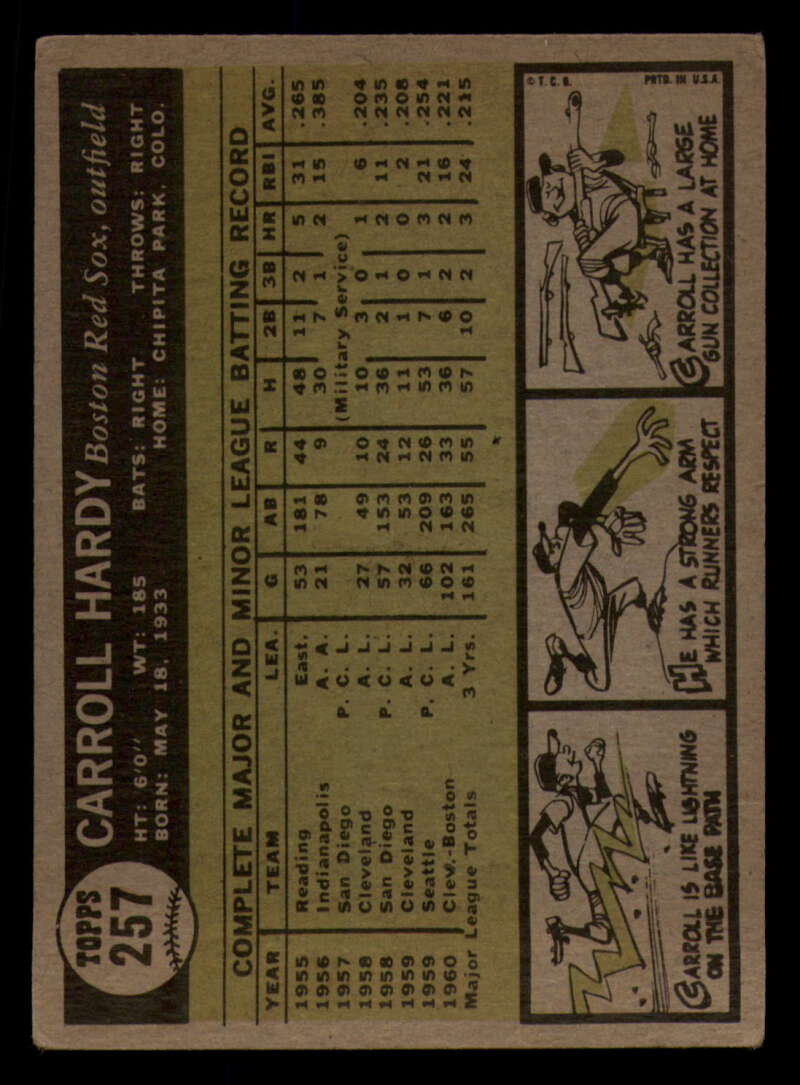 TOPPS
257
CARROLL HARDY Boston Red Sox, outfield
HT: 6'0" WT: 185 BATS: RIGHT THROWS: RIGHT
BORN: MAY 18, 1933 HOME: CHIPITA PARK, COLO.
COMPLETE MAJOR AND MINOR LEAGUE BATTING RECORD
YEAR TEAM LEA. G AB R H 2B 3B HR RBI AVG.
1955 Reading East. 53 181 44 48 11 2 5 31 .265
1956 Indianapolis A. A. 21 78 9 30 7 1 2 15 .385
1957 San Diego P. C. L. (Military Service)
1958 Cleveland A. L. 27 49 10 10 3 0 1 6 .204
1958 San Diego P. C. L. 57 153 24 36 2 1 2 11 .235
1959 Cleveland A. L. 32 53 12 11 1 0 0 2 .208
1959 Seattle P. C. L. 66 209 26 53 7 1 3 21 .254
1960 Clev.-Boston A. L. 102 163 33 36 6 2 2 16 .221
Major League Totals 3 Yrs. 161 265 55 57 10 2 3 24 .215
CARROLL IS LIKE LIGHTNING
ON THE BASE PATH
HE HAS A STRONG ARM
WHICH RUNNERS RESPECT
© T. C. G. PRTD. IN U.S.A.
CARROLL HAS A LARGE
GUN COLLECTION AT HOME